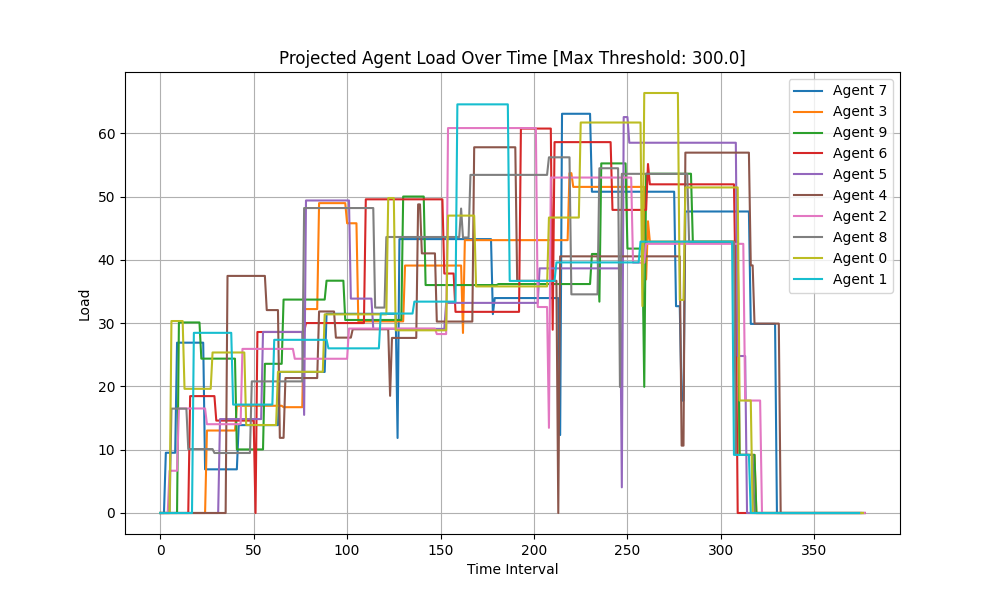 Projected Agent Load Over Time [Max Threshold: 300.0]
Load
60
50
40
30
20
10
0
0 50 100 150 200 250 300 350
Time Interval
Agent 7
Agent 3
Agent 9
Agent 6
Agent 5
Agent 4
Agent 2
Agent 8
Agent 0
Agent 1